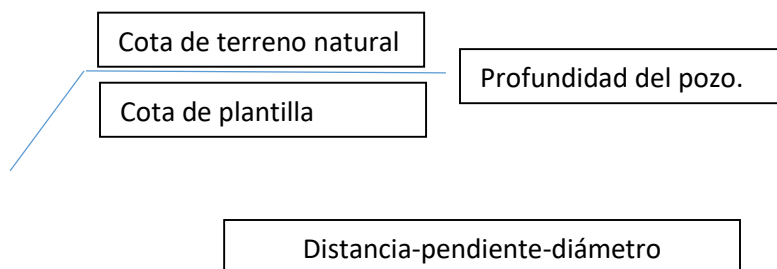 Cota de terreno natural
Profundidad del pozo.
Cota de plantilla
Distancia-pendiente-diámetro